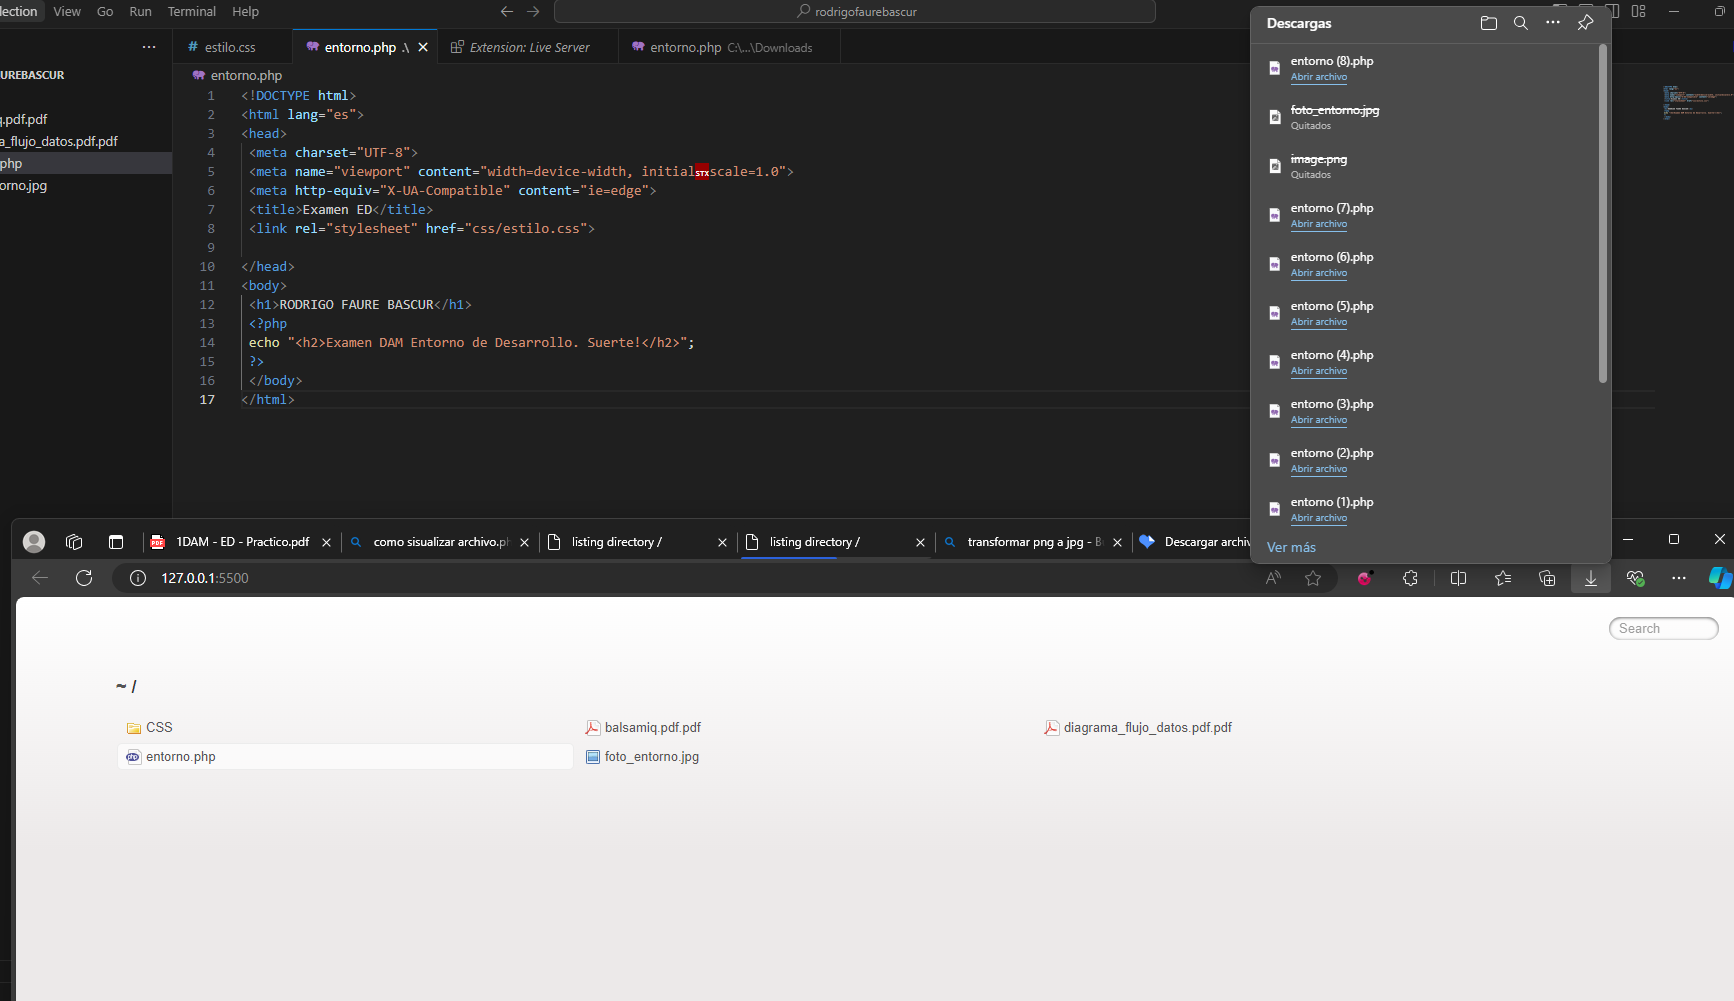 lection View Go Run Terminal Help
rodrigofaurebascur
UREBASCUR
.pdf.pdf
a_flujo_datos.pdf.pdf
php
orno.jpg
# estilo.css
entorno.php .\
Extension: Live Server
entorno.php C:\...\Downloads
entorno.php
1 <!DOCTYPE html>
2 <html lang="es">
3 <head>
4 <meta charset="UTF-8">
5 <meta name="viewport" content="width=device-width, initialSTXscale=1.0">
6 <meta http-equiv="X-UA-Compatible" content="ie=edge">
7 <title>Examen ED</title>
8 <link rel="stylesheet" href="css/estilo.css">
9
10 </head>
11 <body>
12 <h1>RODRIGO FAURE BASCUR</h1>
13 <?php
14 echo "<h2>Examen DAM Entorno de Desarrollo. Suerte!</h2>";
15 ?>
16 </body>
17 </html>
Descargas
entorno (8).php
Abrir archivo
foto_entorno.jpg
Quitados
image.png
Quitados
entorno (7).php
Abrir archivo
entorno (6).php
Abrir archivo
entorno (5).php
Abrir archivo
entorno (4).php
Abrir archivo
entorno (3).php
Abrir archivo
entorno (2).php
Abrir archivo
entorno (1).php
Abrir archivo
Ver más
PDF 1DAM - ED - Practico.pdf
como sisualizar archivo.ph
listing directory /
listing directory /
transformar png a jpg - B
Descargar archiv
127.0.0.1:5500
Search
~ /
CSS
balsamiq.pdf.pdf
diagrama_flujo_datos.pdf.pdf
php entorno.php
foto_entorno.jpg